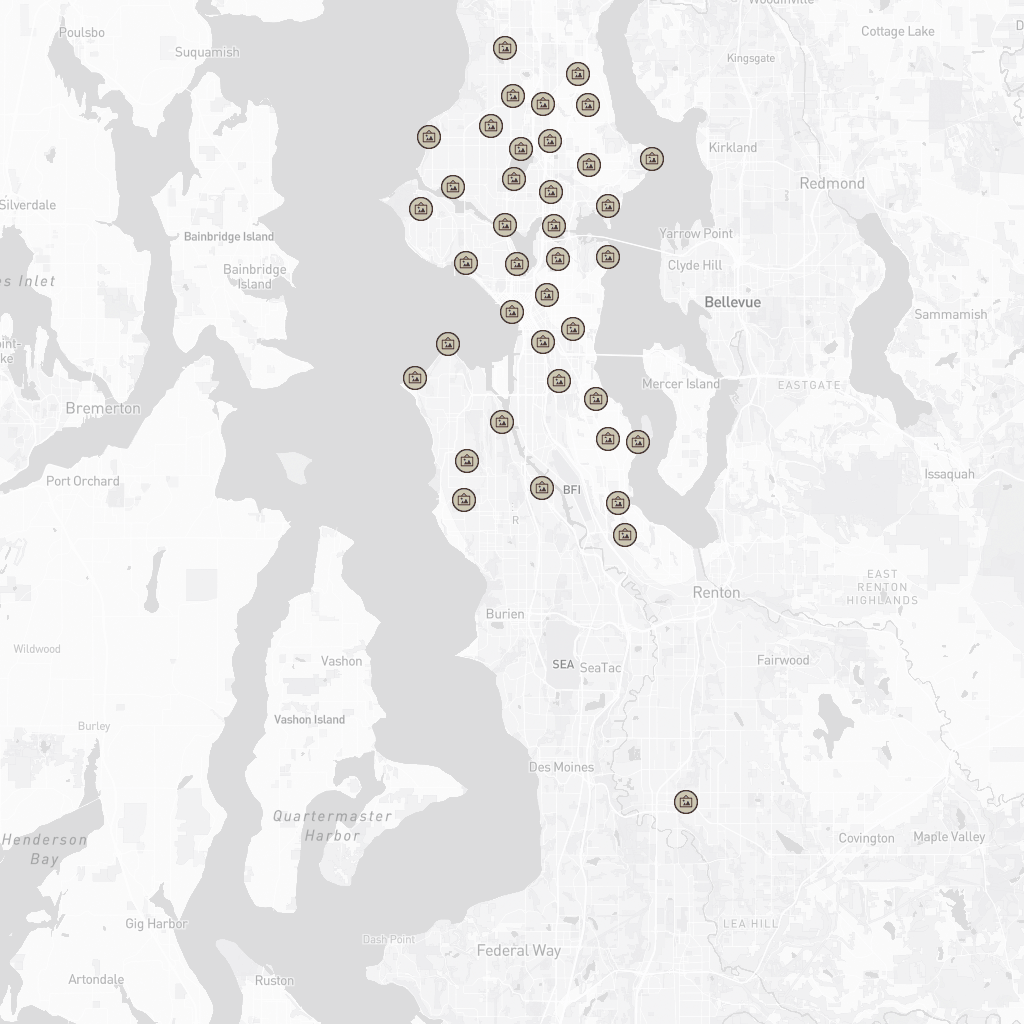 Woodinville
Poulsbo
Cottage Lake
Suquamish
Kingsgate
Kirkland
Redmond
Silverdale
Bainbridge Island
Yarrow Point
Bainbridge
Island
Clyde Hill
es Inlet
Bellevue
Sammamish
oint-
ke
Mercer Island
EASTGATE
Bremerton
Issaquah
Port Orchard
BFI
R
EAST
RENTON
HIGHLANDS
Renton
Burien
Wildwood
Vashon
SEA
SeaTac
Fairwood
Vashon Island
Burley
Des Moines
Quartermaster
Harbor
Henderson
Bay
Covington
Maple Valley
Gig Harbor
LEA HILL
Dash Point
Federal Way
Artondale
Ruston